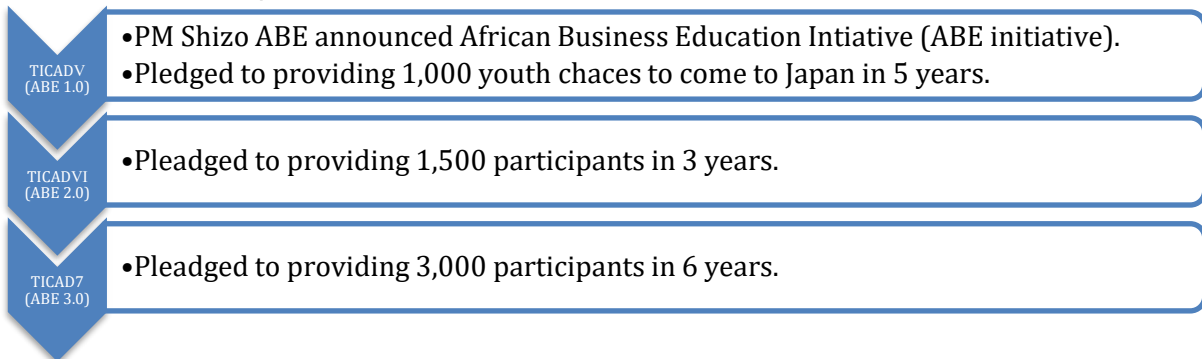 TICADV
(ABE 1.0)
•PM Shizo ABE announced African Business Education Intiative (ABE initiative).
•Pledged to providing 1,000 youth chaces to come to Japan in 5 years.
TICADVI
(ABE 2.0)
•Pleadged to providing 1,500 participants in 3 years.
TICAD7
(ABE 3.0)
•Pleadged to providing 3,000 participants in 6 years.